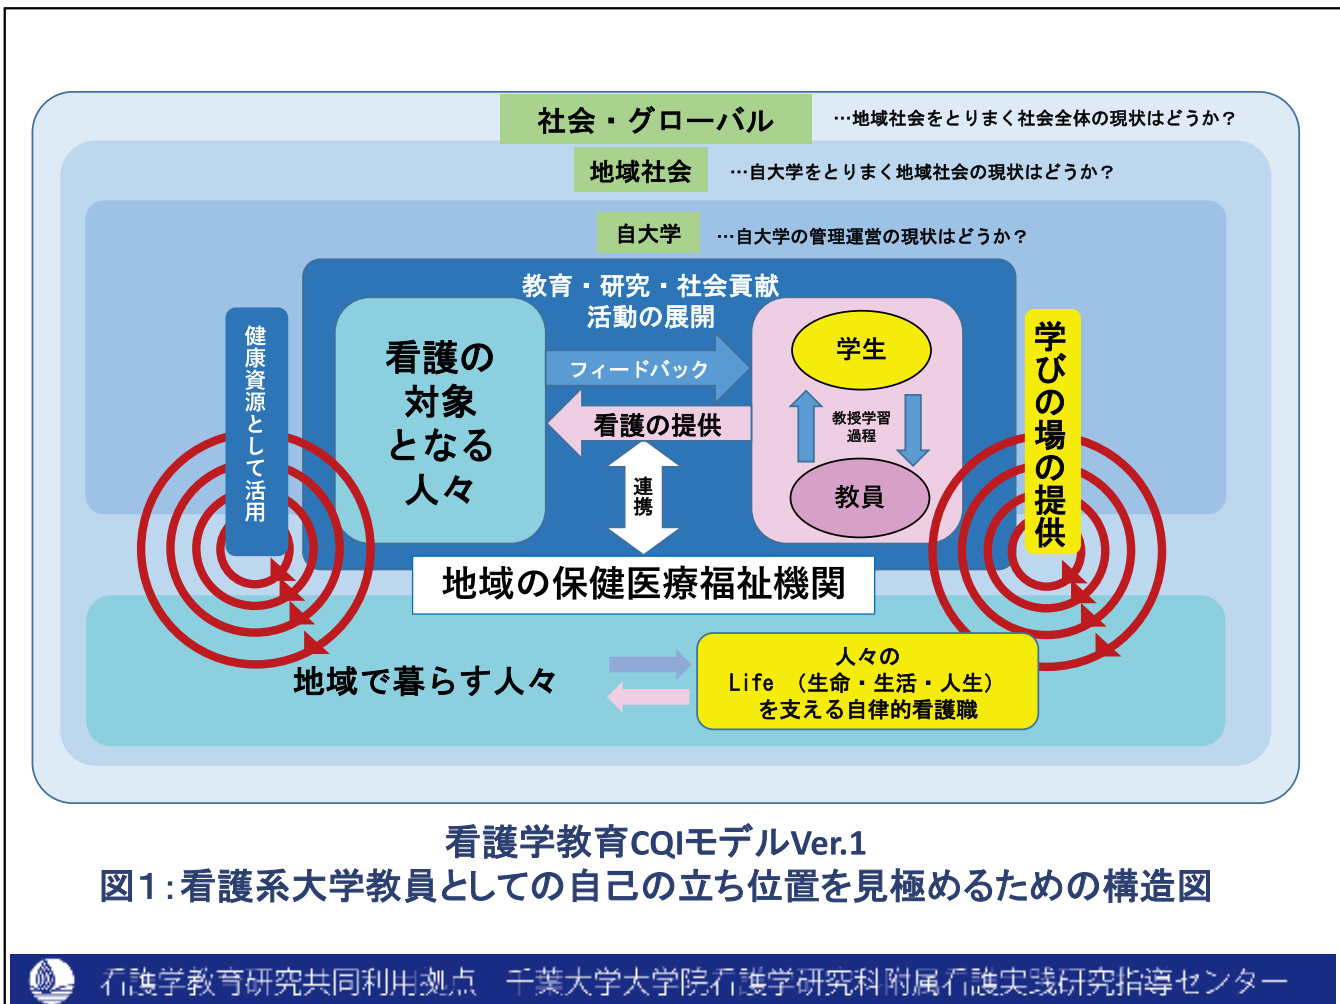 社会・グローバル
…地域社会をとりまく社会全体の現状はどうか？
地域社会
…自大学をとりまく地域社会の現状はどうか？
自大学
…自大学の管理運営の現状はどうか？
教育・研究・社会貢献
活動の展開
健康資源として活用
看護の
対象
となる
人々
フィードバック
看護の提供
連携
学生
教授学習
過程
教員
学びの場の提供
地域の保健医療福祉機関
地域で暮らす人々
人々の
Life （生命・生活・人生）
を支える自律的看護職
看護学教育CQIモデルVer.1
図１：看護系大学教員としての自己の立ち位置を見極めるための構造図
看護学教育研究共同利用拠点　千葉大学大学院看護学研究科附属看護実践研究指導センター